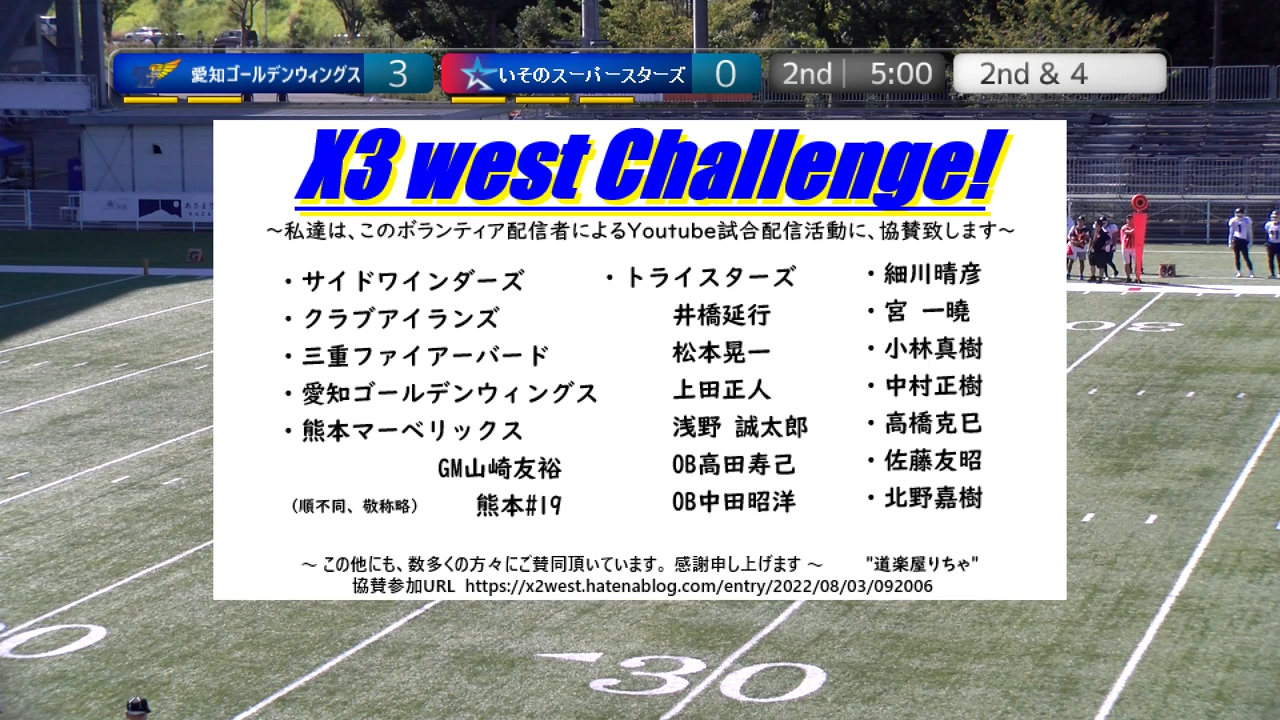 愛知ゴールデンウィングス 3 いそのスーパースターズ 0 2nd 5:00 2nd & 4
X3 west Challenge!
～私達は、このボランティア配信者によるYoutube試合配信活動に、協賛致します～
・サイドワインダーズ
・クラブアイランズ
・三重ファイアーバード
・愛知ゴールデンウィングス
・熊本マーベリックス
GM山崎友裕
熊本#19
（順不同、敬称略）
・トライスターズ
井橋延行
松本晃一
上田正人
浅野 誠太郎
OB高田寿己
OB中田昭洋
・細川晴彦
・宮 一曉
・小林真樹
・中村正樹
・高橋克巳
・佐藤友昭
・北野嘉樹
～ この他にも、数多くの方々にご賛同頂いています。感謝申し上げます ～ "道楽屋りちゃ"
協賛参加URL https://x2west.hatenablog.com/entry/2022/08/03/092006
30